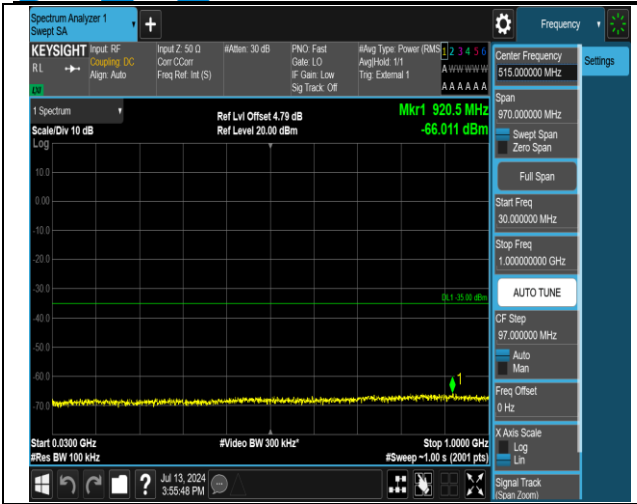 Spectrum Analyzer 1
Swept SA
Frequency
KEYSIGHT
RL
Input: RF
Coupling: DC
Align: Auto
Input Z: 50 Ω
Corr CCorr
Freq Ref: Int (S)
#Atten: 30 dB
PNO: Fast
Gate: LO
IF Gain: Low
Sig Track: Off
#Avg Type: Power (RMS
Avg|Hold: 1/1
Trig: External 1
1 2 3 4 5 6
A W W W W W
A A A A A A
1 Spectrum
Scale/Div 10 dB
Log
Ref Lvl Offset 4.79 dB
Ref Level 20.00 dBm
Mkr1 920.5 MHz
-66.011 dBm
10.0
0.00
-10.0
-20.0
-30.0
DL1 -35.00 dBm
-40.0
-50.0
-60.0
1
-70.0
Start 0.0300 GHz
#Res BW 100 kHz
#Video BW 300 kHz*
Stop 1.0000 GHz
#Sweep ~1.00 s (2001 pts)
Jul 13, 2024
3:55:48 PM
Center Frequency
515.000000 MHz
Settings
Span
970.000000 MHz
Swept Span
Zero Span
Full Span
Start Freq
30.000000 MHz
Stop Freq
1.000000000 GHz
AUTO TUNE
CF Step
97.000000 MHz
Auto
Man
Freq Offset
0 Hz
X Axis Scale
Log
Lin
Signal Track
(Span Zoom)